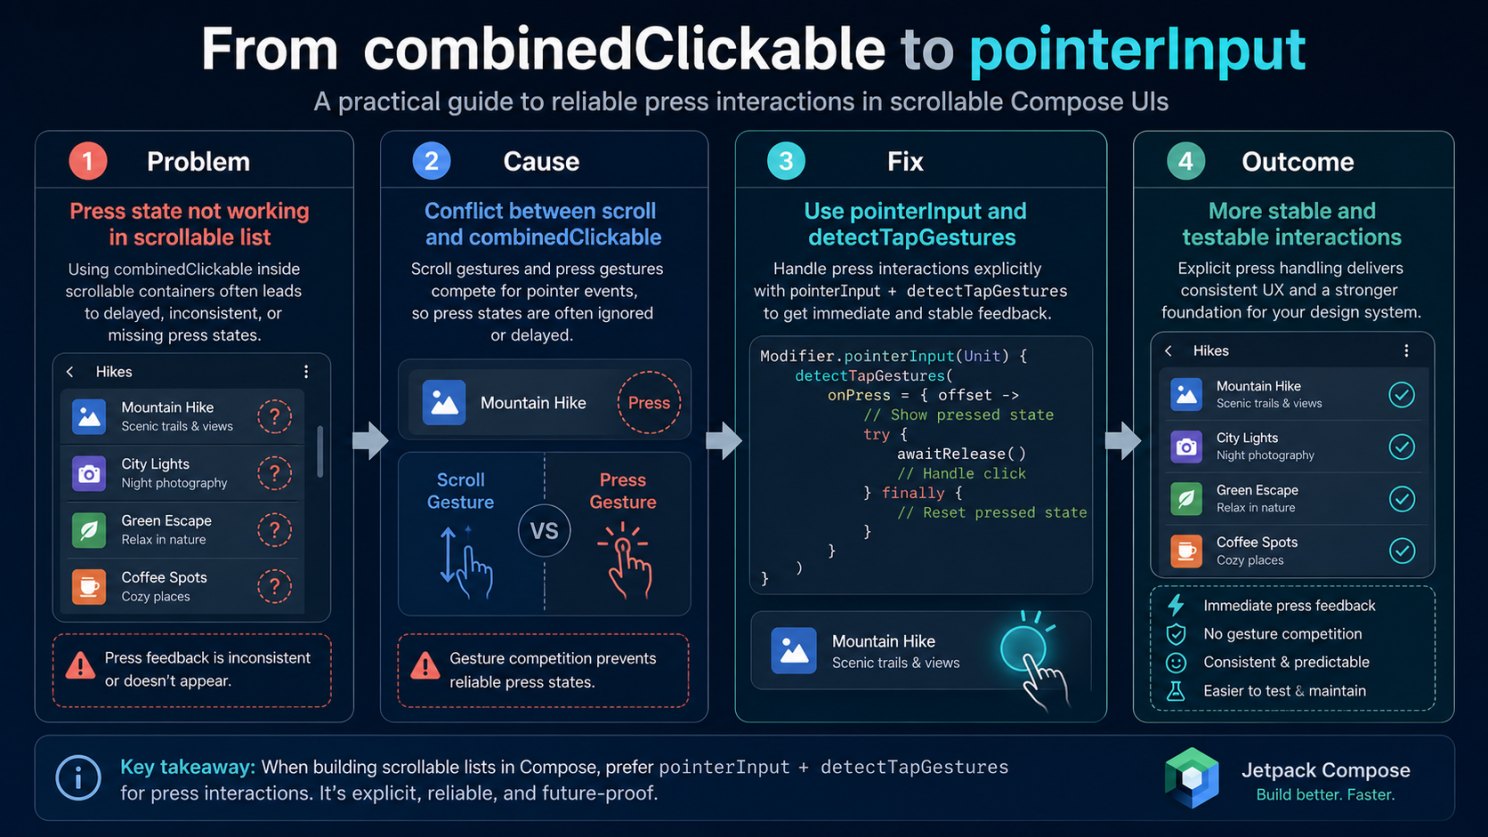 From combinedClickable to pointerInput
A practical guide to reliable press interactions in scrollable Compose UIs
1 Problem
Press state not working
in scrollable list
Using combinedClickable inside
scrollable containers often leads
to delayed, inconsistent, or
missing press states.
Hikes
Mountain Hike
Scenic trails & views
?
City Lights
Night photography
?
Green Escape
Relax in nature
?
Coffee Spots
Cozy places
?
Press feedback is inconsistent
or doesn't appear.
2 Cause
Conflict between scroll
and combinedClickable
Scroll gestures and press gestures
compete for pointer events,
so press states are often ignored
or delayed.
Mountain Hike
Press
Scroll
Gesture
VS
Press
Gesture
Gesture competition prevents
reliable press states.
3 Fix
Use pointerInput and
detectTapGestures
Handle press interactions explicitly
with pointerInput + detectTapGestures
to get immediate and stable feedback.
Modifier.pointerInput(Unit) {
detectTapGestures(
onPress = { offset ->
// Show pressed state
try {
awaitRelease()
// Handle click
} finally {
// Reset pressed state
}
}
)
}
Mountain Hike
Scenic trails & views
4 Outcome
More stable and
testable interactions
Explicit press handling delivers
consistent UX and a stronger
foundation for your design system.
Hikes
Mountain Hike
Scenic trails & views
City Lights
Night photography
Green Escape
Relax in nature
Coffee Spots
Cozy places
Immediate press feedback
No gesture competition
Consistent & predictable
Easier to test & maintain
Key takeaway: When building scrollable lists in Compose, prefer pointerInput + detectTapGestures
for press interactions. It's explicit, reliable, and future-proof.
Jetpack Compose
Build better. Faster.